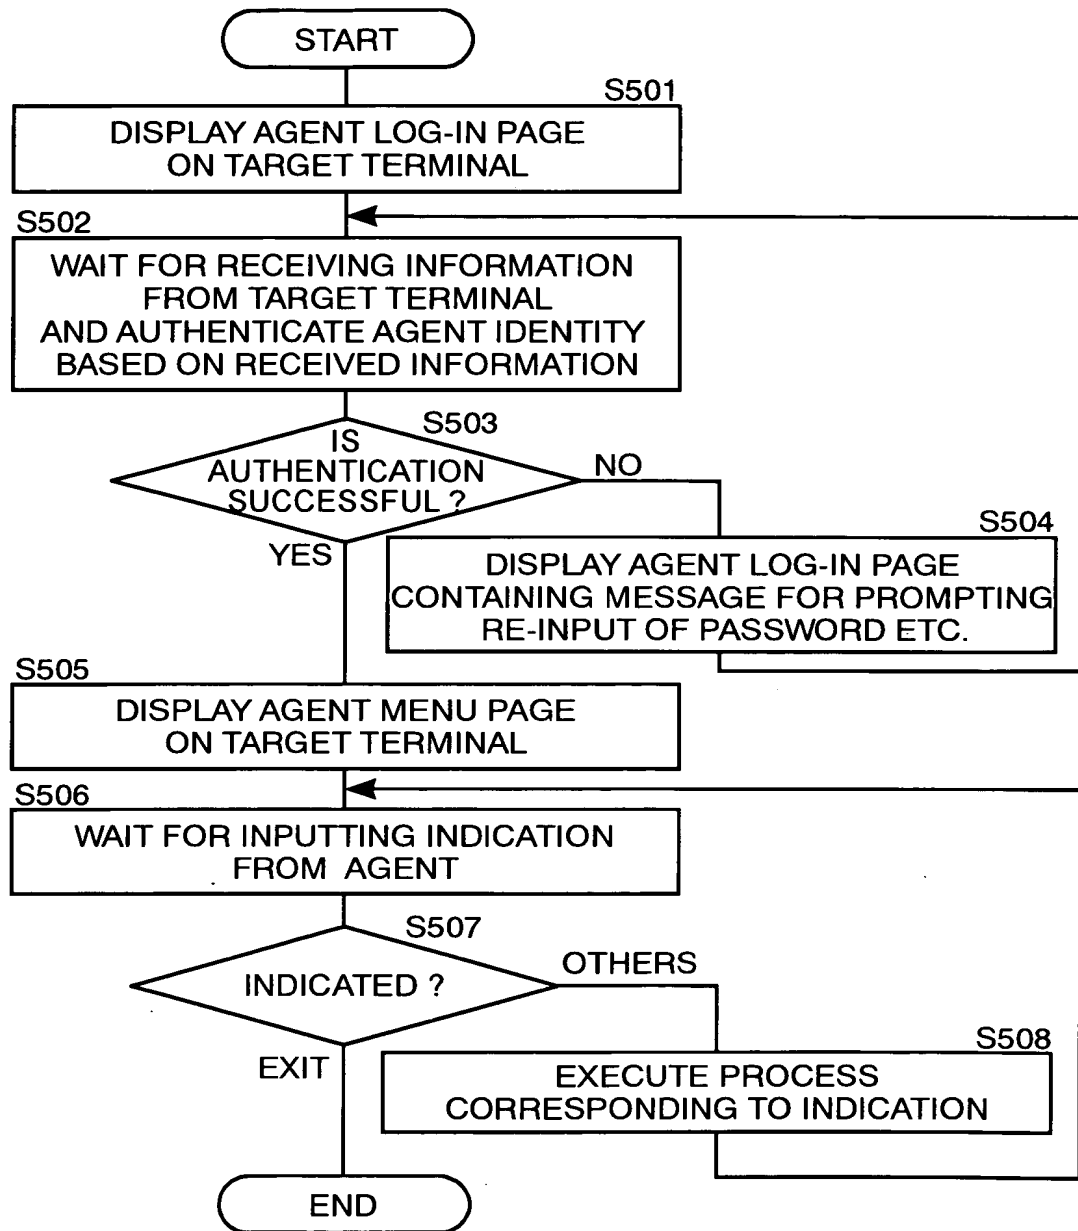 START
S501
DISPLAY AGENT LOG-IN PAGE
ON TARGET TERMINAL
S502
WAIT FOR RECEIVING INFORMATION
FROM TARGET TERMINAL
AND AUTHENTICATE AGENT IDENTITY
BASED ON RECEIVED INFORMATION
S503
IS
AUTHENTICATION
SUCCESSFUL ?
NO
YES
S504
DISPLAY AGENT LOG-IN PAGE
CONTAINING MESSAGE FOR PROMPTING
RE-INPUT OF PASSWORD ETC.
S505
DISPLAY AGENT MENU PAGE
ON TARGET TERMINAL
S506
WAIT FOR INPUTTING INDICATION
FROM AGENT
S507
INDICATED ?
OTHERS
EXIT
S508
EXECUTE PROCESS
CORRESPONDING TO INDICATION
END